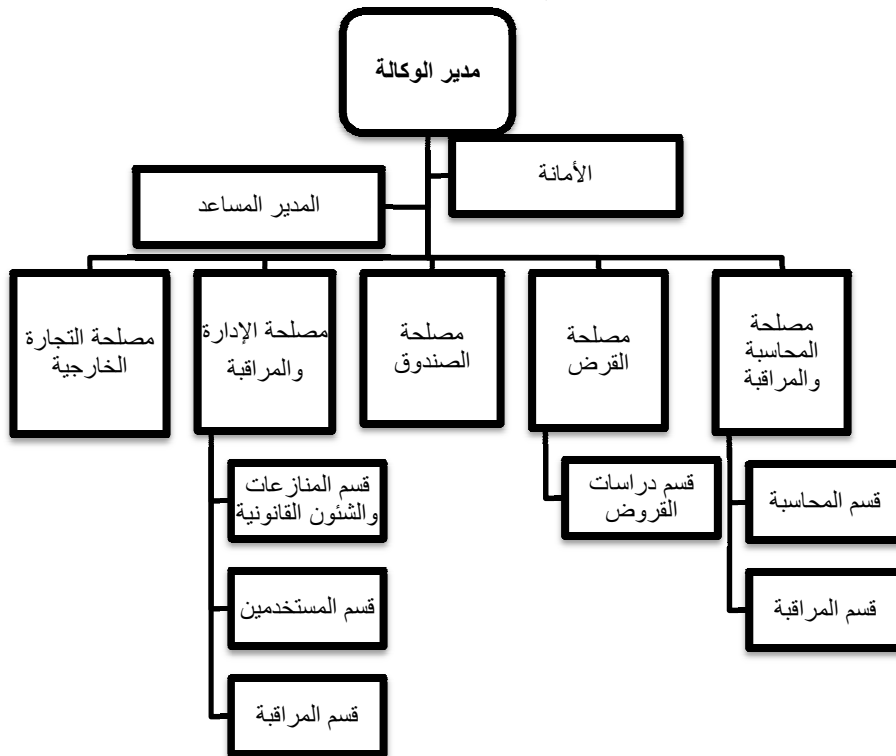 مدير الوكالة
الأمانة
المدير المساعد
مصلحة
المحاسبة
والمراقبة
مصلحة
القرض
مصلحة
الصندوق
مصلحة الإدارة
والمراقبة
مصلحة التجارة
الخارجية
قسم المحاسبة
قسم المراقبة
قسم دراسات
القروض
قسم المنازعات
والشئون القانونية
قسم المستخدمين
قسم المراقبة